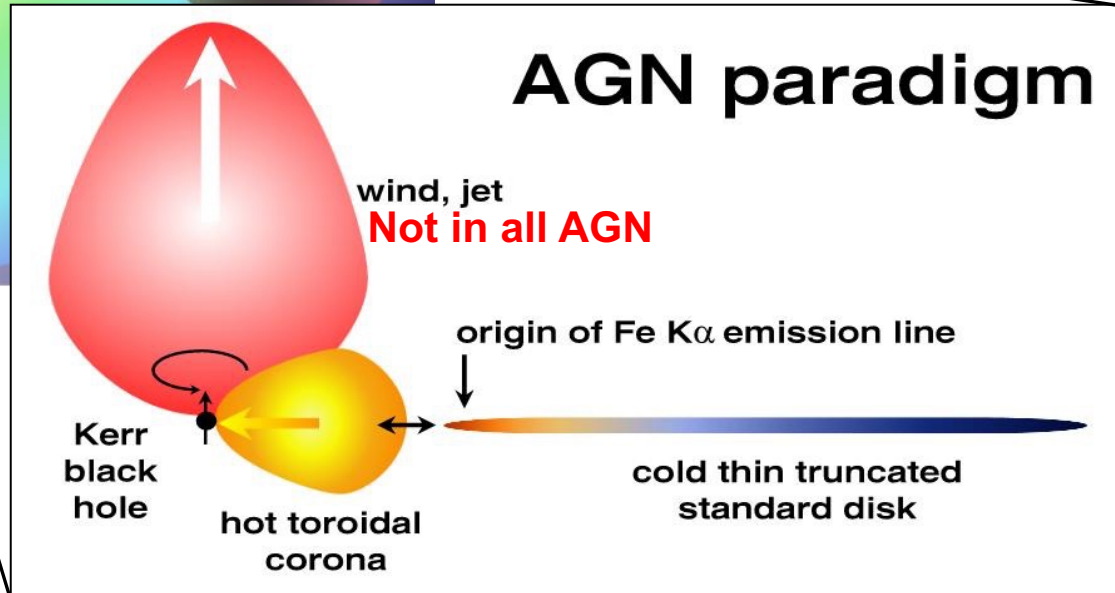 AGN paradigm
wind, jet
Not in all AGN
origin of Fe Kα emission line
Kerr
black
hole
hot toroidal
corona
cold thin truncated
standard disk